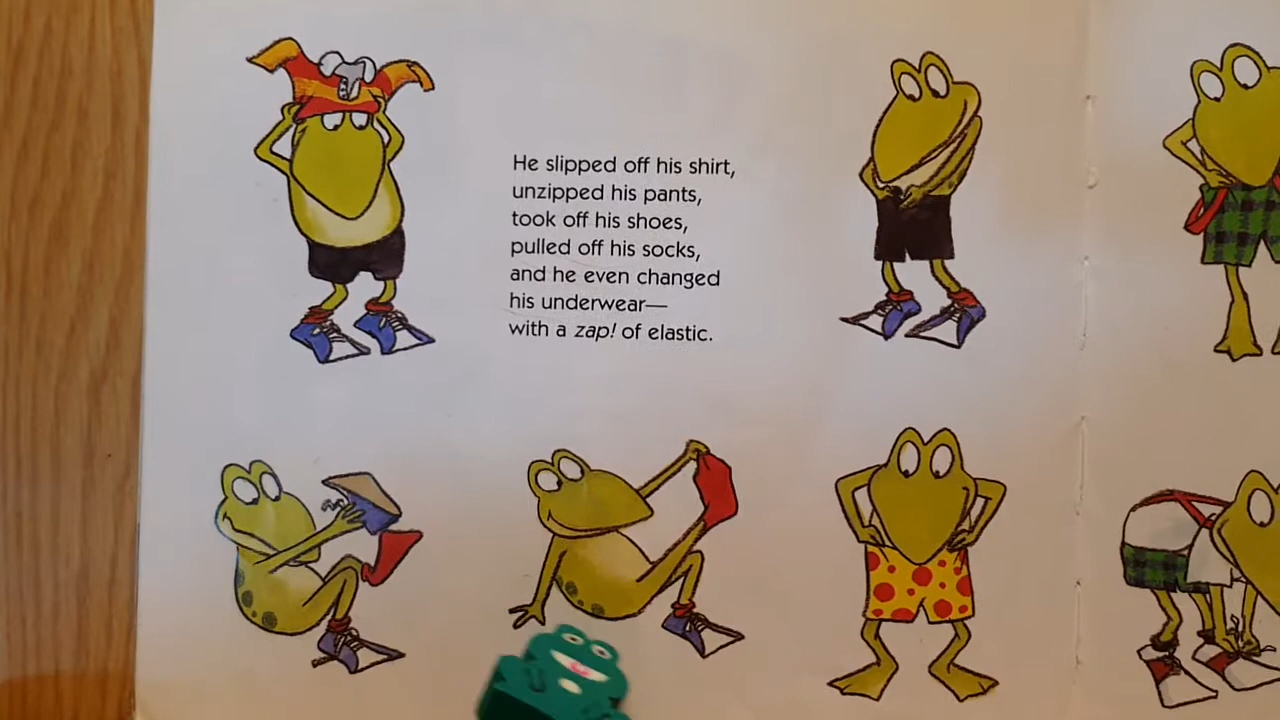 He slipped off his shirt,
unzipped his pants,
took off his shoes,
pulled off his socks,
and he even changed
his underwear—
with a zap! of elastic.